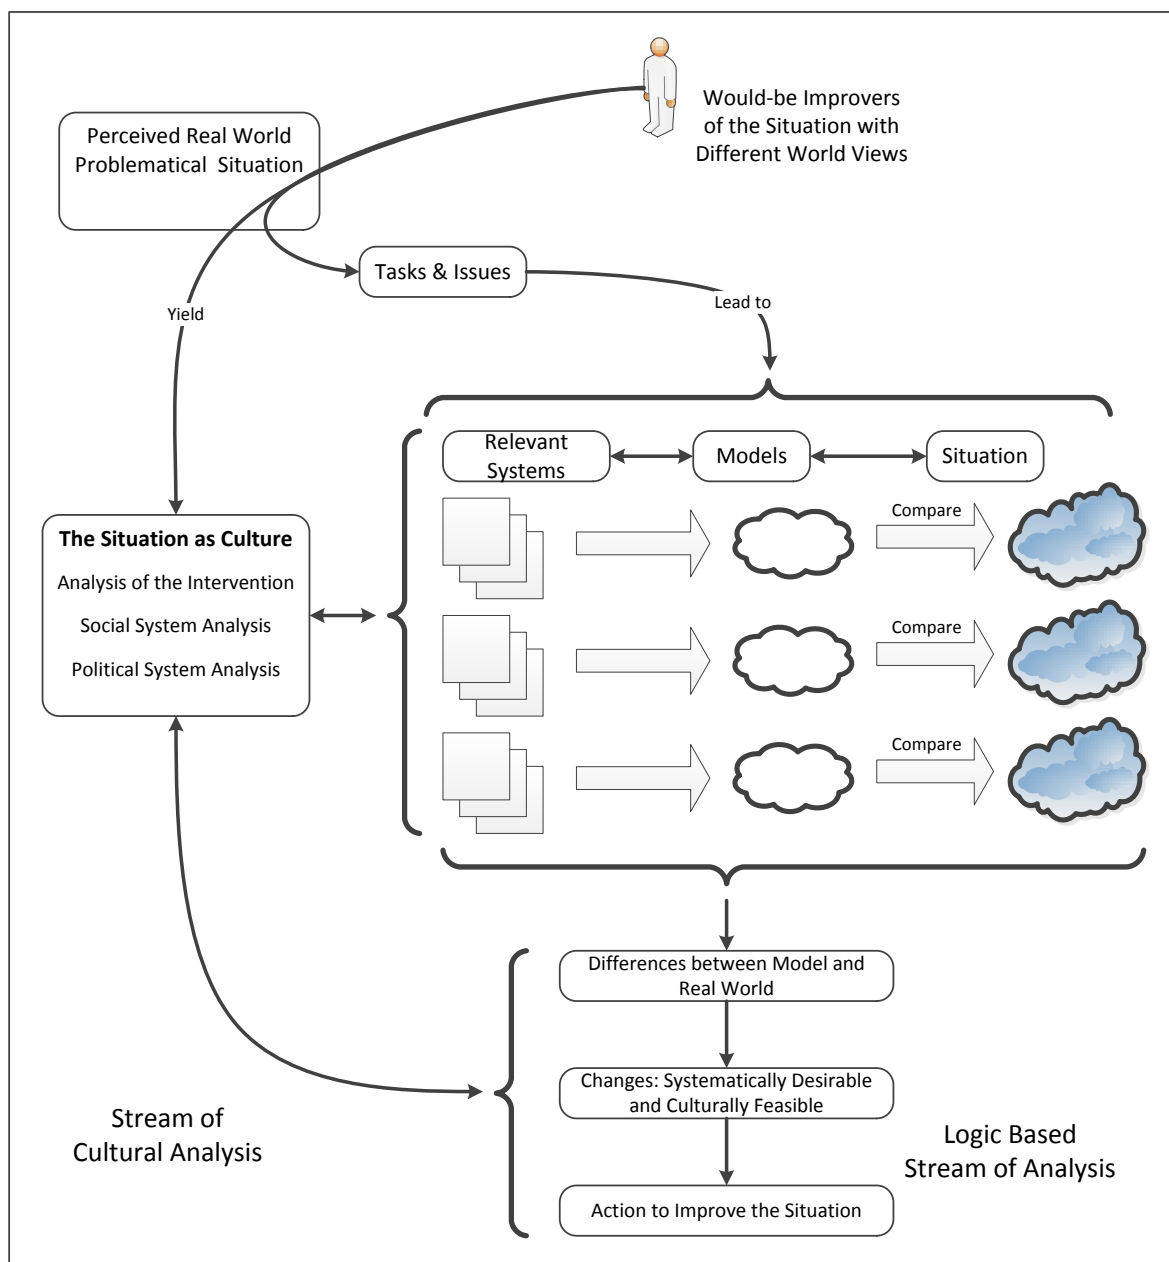 Would-be Improvers
of the Situation with
Different World Views
Perceived Real World
Problematical Situation
Tasks & Issues
Yield
Lead to
Relevant
Systems
Models
Situation
The Situation as Culture
Analysis of the Intervention
Social System Analysis
Political System Analysis
Compare
Compare
Compare
Differences between Model and
Real World
Changes: Systematically Desirable
and Culturally Feasible
Action to Improve the Situation
Stream of
Cultural Analysis
Logic Based
Stream of Analysis